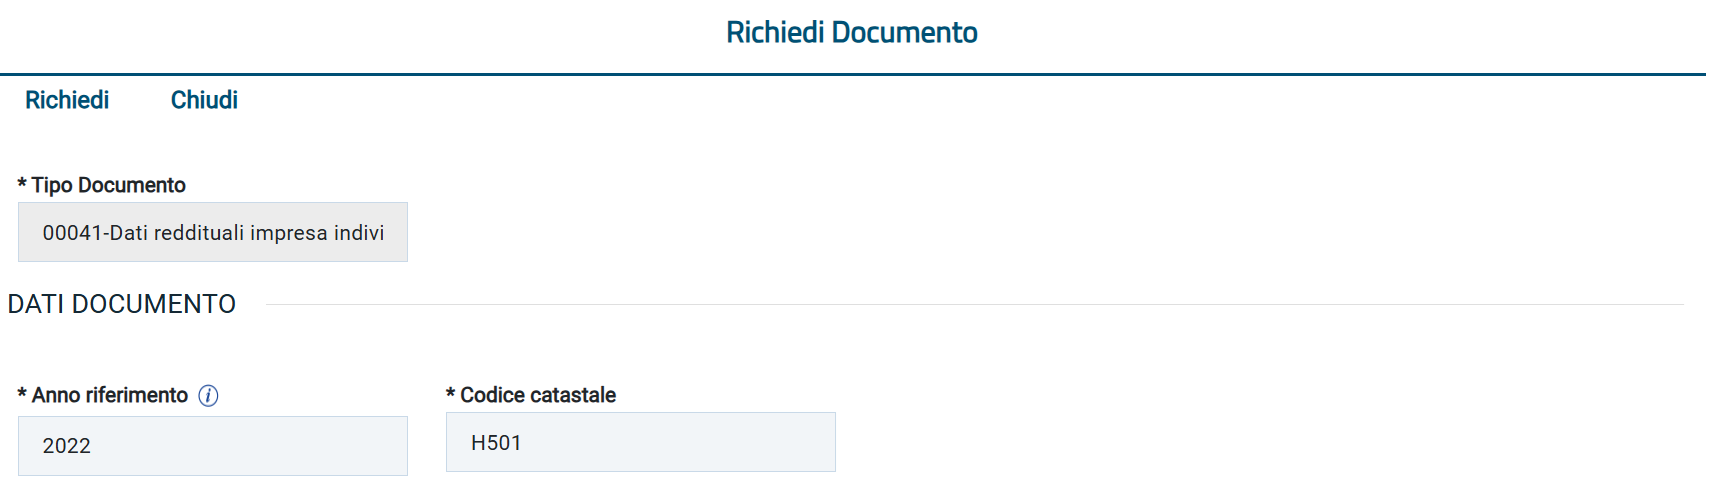 Richiedi Documento
Richiedi Chiudi
* Tipo Documento
00041-Dati reddituali impresa indivi
DATI DOCUMENTO
* Anno riferimento i * Codice catastale
2022 H501